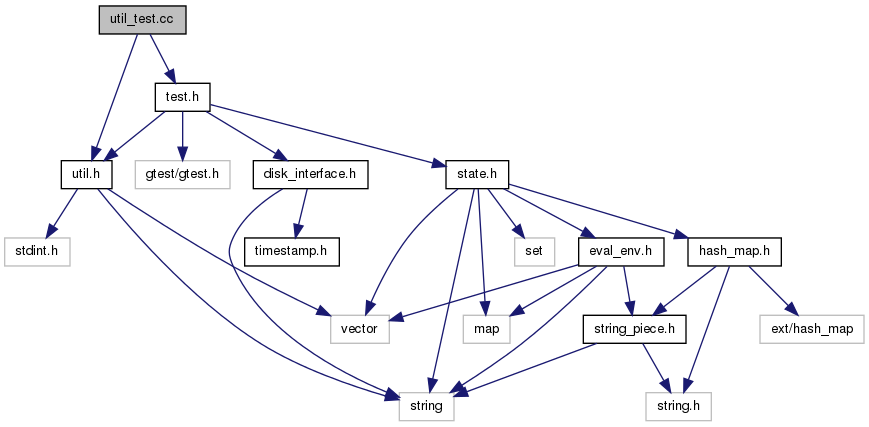 util_test.cc
test.h
util.h
gtest/gtest.h
disk_interface.h
state.h
stdint.h
timestamp.h
set
eval_env.h
hash_map.h
vector
map
string_piece.h
ext/hash_map
string
string.h